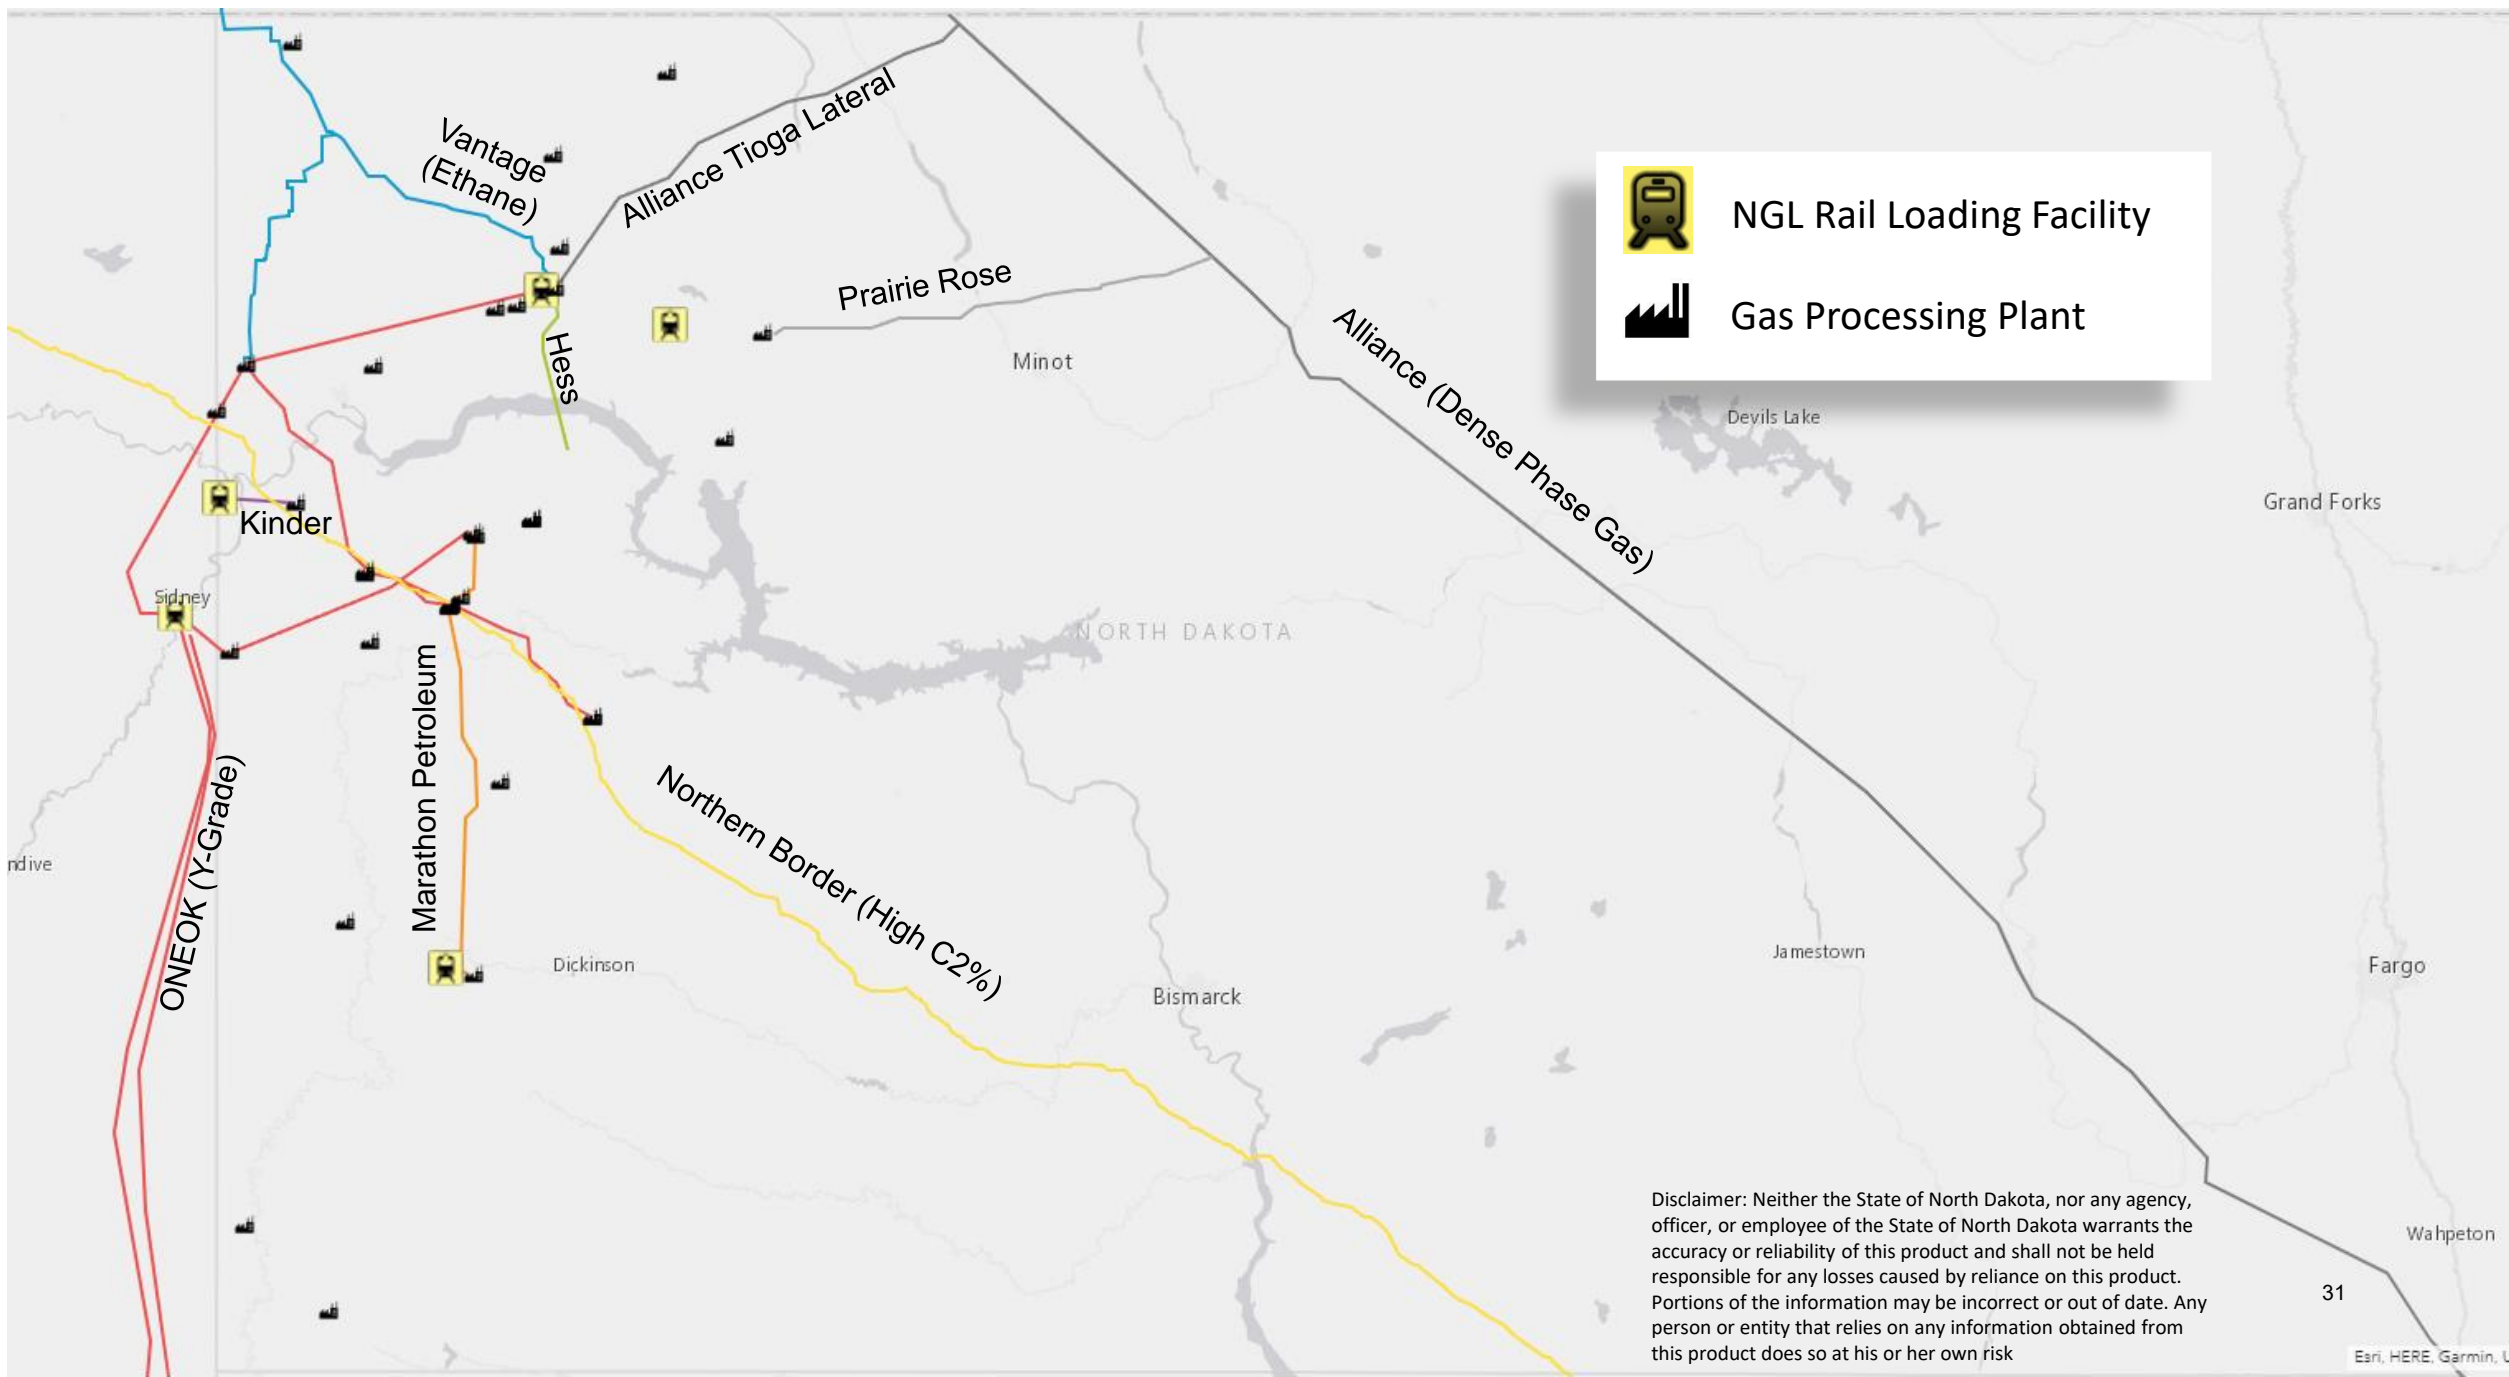 Vantage
(Ethane)
Alliance Tioga Lateral
NGL Rail Loading Facility
Gas Processing Plant
Prairie Rose
Hess
Minot
Alliance (Dense Phase Gas)
Devils Lake
Grand Forks
Kinder
Sidney
NORTH DAKOTA
Marathon Petroleum
ONEOK (Y-Grade)
Northern Border (High C2%)
ndive
Dickinson
Bismarck
Jamestown
Fargo
Wahpeton
Disclaimer: Neither the State of North Dakota, nor any agency,
officer, or employee of the State of North Dakota warrants the
accuracy or reliability of this product and shall not be held
responsible for any losses caused by reliance on this product.
Portions of the information may be incorrect or out of date. Any
person or entity that relies on any information obtained from
this product does so at his or her own risk
31
Esri, HERE, Garmin, U